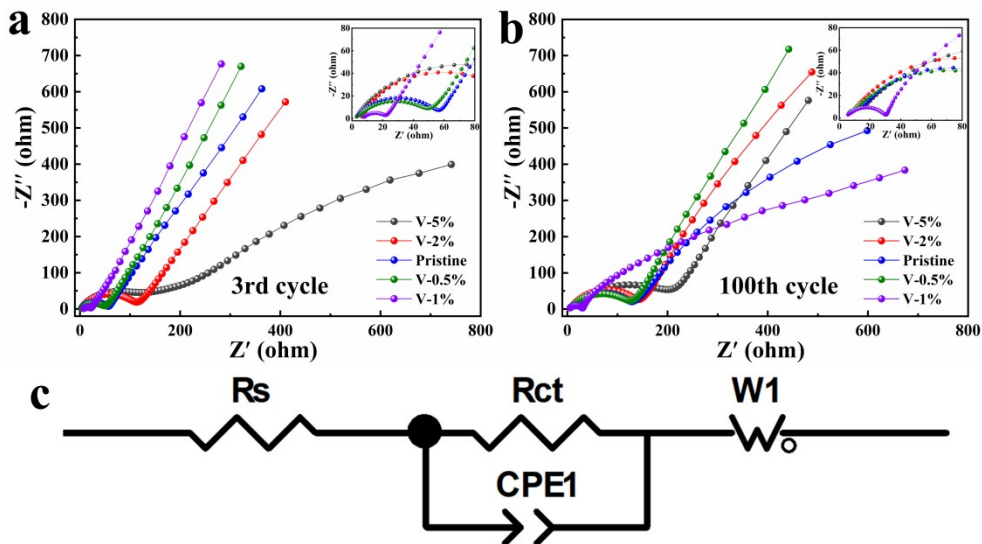 a
800
700
600
500
400
300
200
100
0
-Z'' (ohm)
0 200 400 600 800
Z' (ohm)
3rd cycle
V-5%
V-2%
Pristine
V-0.5%
V-1%
80
60
40
20
0
-Z'' (ohm)
0 20 40 60 80
Z' (ohm)
b
800
700
600
500
400
300
200
100
0
-Z'' (ohm)
0 200 400 600 800
Z' (ohm)
100th cycle
V-5%
V-2%
Pristine
V-0.5%
V-1%
80
60
40
20
0
-Z'' (ohm)
0 20 40 60 80
Z' (ohm)
c
Rs Rct W1
CPE1